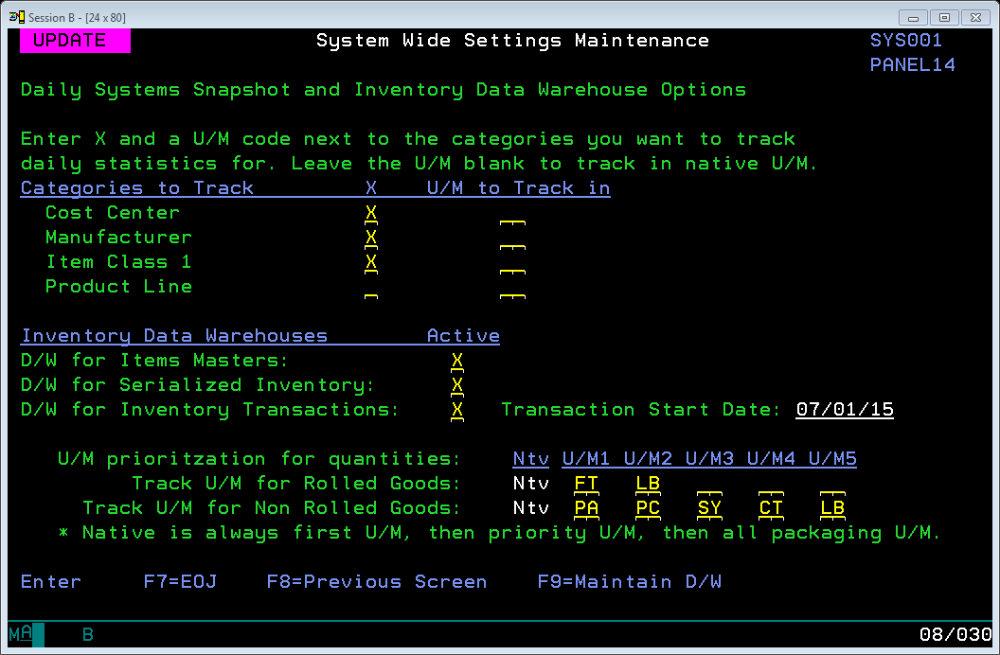 Session B - [24 x 80]
UPDATE System Wide Settings Maintenance SYS001
PANEL14
Daily Systems Snapshot and Inventory Data Warehouse Options
Enter X and a U/M code next to the categories you want to track
daily statistics for. Leave the U/M blank to track in native U/M.
Categories to Track X U/M to Track in
Cost Center X
Manufacturer X
Item Class 1 X
Product Line
Inventory Data Warehouses Active
D/W for Items Masters: X
D/W for Serialized Inventory: X
D/W for Inventory Transactions: X Transaction Start Date: 07/01/15
U/M prioritzation for quantities: Ntv U/M1 U/M2 U/M3 U/M4 U/M5
Track U/M for Rolled Goods: Ntv FT LB
Track U/M for Non Rolled Goods: Ntv PA PC SY CT LB
* Native is always first U/M, then priority U/M, then all packaging U/M.
Enter F7=EOJ F8=Previous Screen F9=Maintain D/W
MA B 08/030